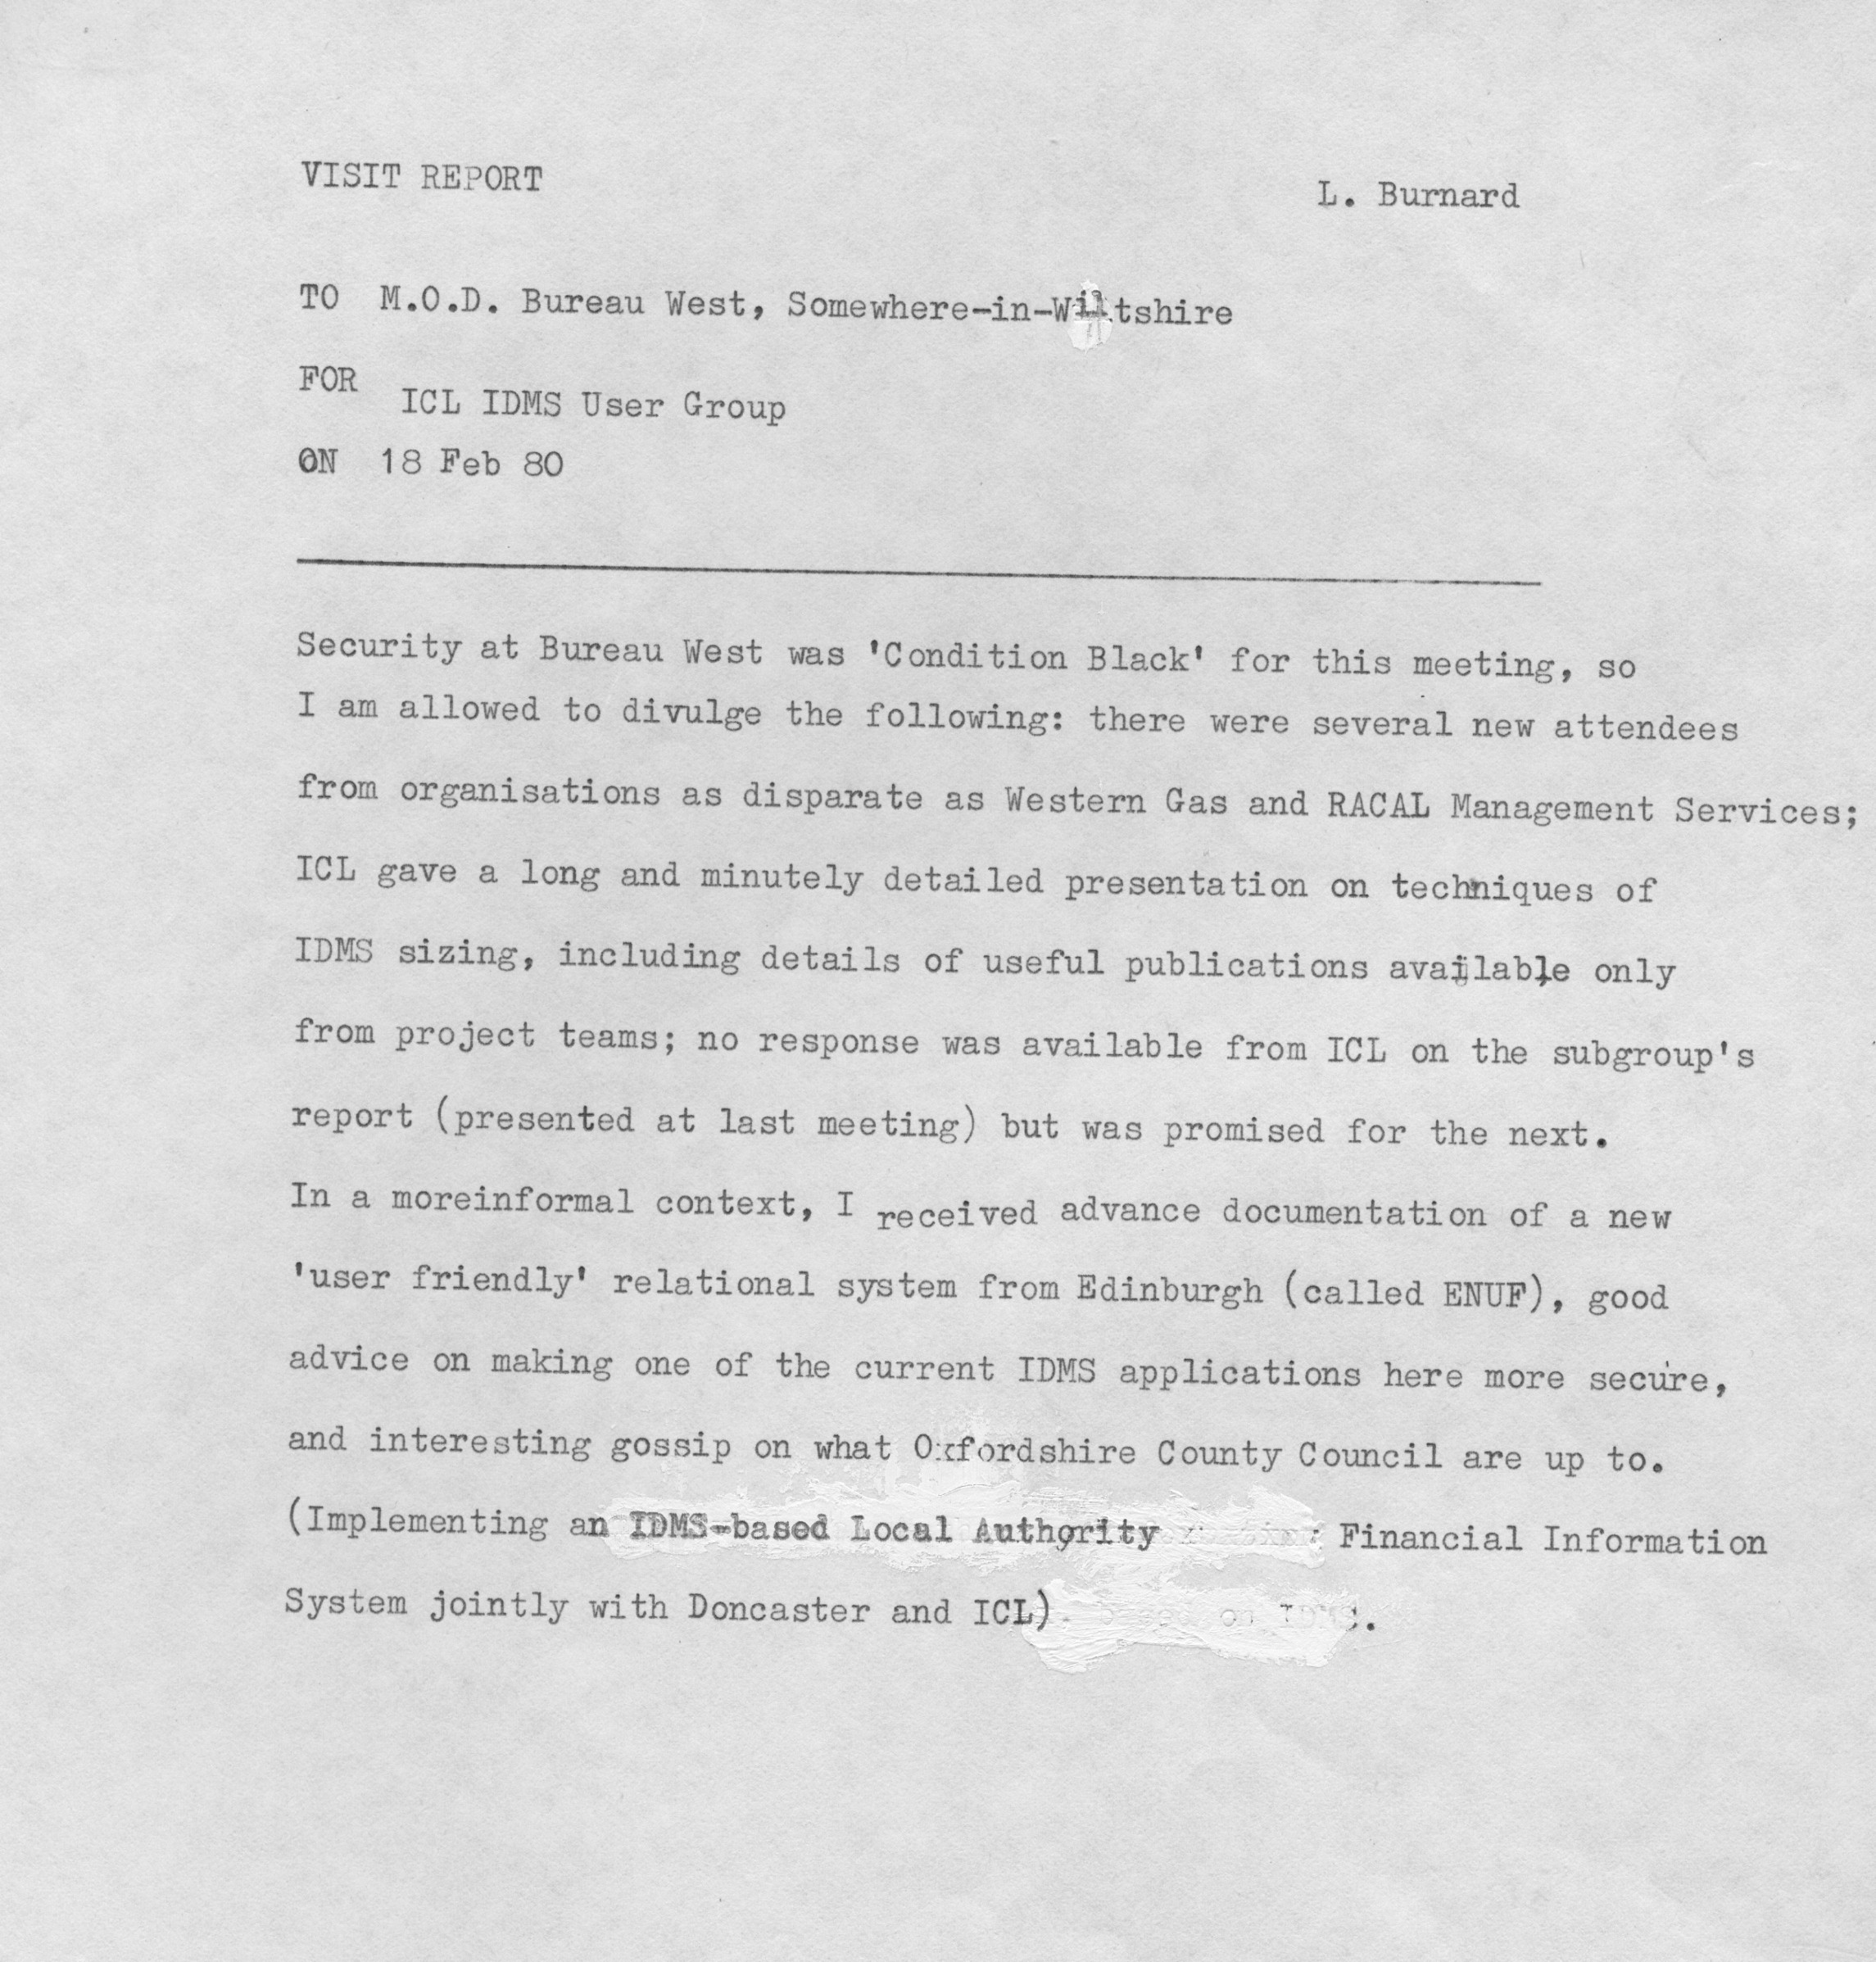 VISIT REPORT
L. Burnard
TO M.O.D. Bureau West, Somewhere-in-Wiltshire
FOR
ICL IDMS User Group
ON 18 Feb 80
Security at Bureau West was 'Condition Black' for this meeting, so
I am allowed to divulge the following: there were several new attendees
from organisations as disparate as Western Gas and RACAL Management Services;
ICL gave a long and minutely detailed presentation on techniques of
IDMS sizing, including details of useful publications available only
from project teams; no response was available from ICL on the subgroup's
report (presented at last meeting) but was promised for the next.
In a moreinformal context, I received advance documentation of a new
'user friendly' relational system from Edinburgh (called ENUF), good
advice on making one of the current IDMS applications here more secure,
and interesting gossip on what Oxfordshire County Council are up to.
(Implementing an IDMS-based Local Authority Financial Information
System jointly with Doncaster and ICL).